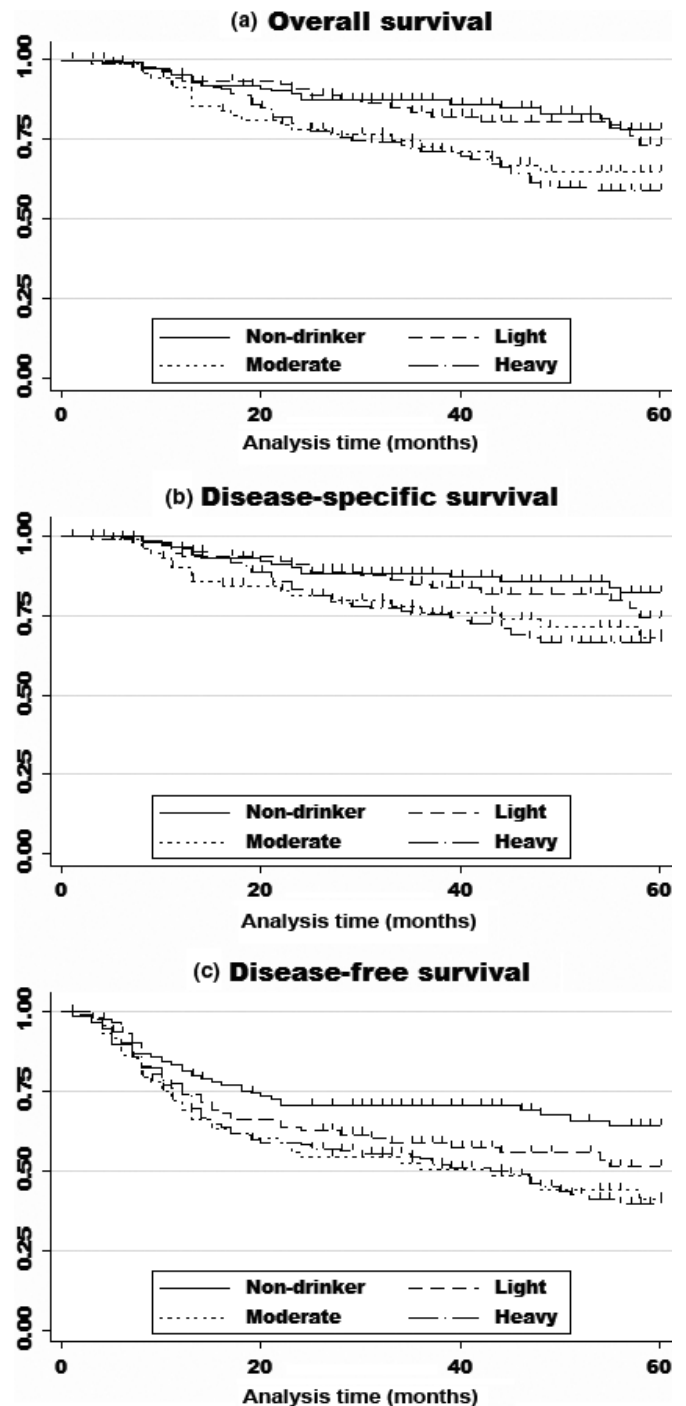 (a) Overall survival
1.00
0.75
0.50
0.25
0.00
Non-drinker Light
Moderate Heavy
0 20 40 60
Analysis time (months)
(b) Disease-specific survival
1.00
0.75
0.50
0.25
0.00
Non-drinker Light
Moderate Heavy
0 20 40 60
Analysis time (months)
(c) Disease-free survival
1.00
0.75
0.50
0.25
0.00
Non-drinker Light
Moderate Heavy
0 20 40 60
Analysis time (months)